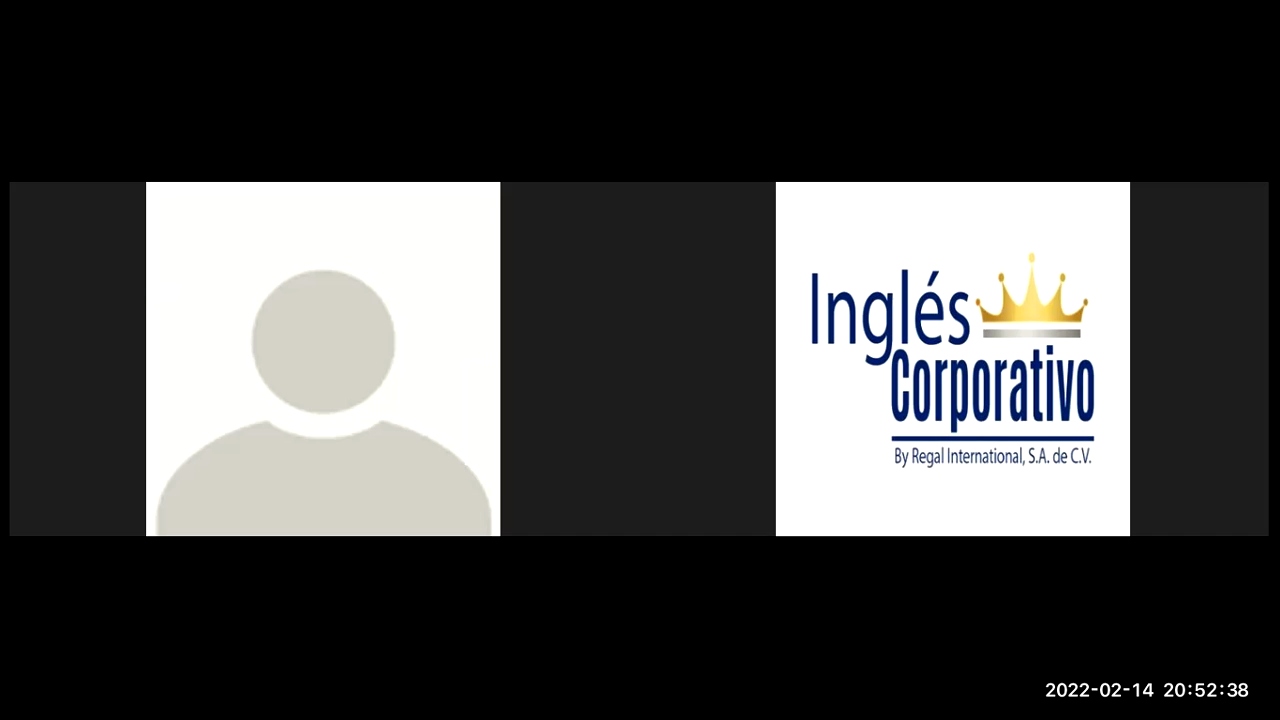 Inglés
Corporativo
By Regal International, S.A. de C.V.
2022-02-14 20:52:38